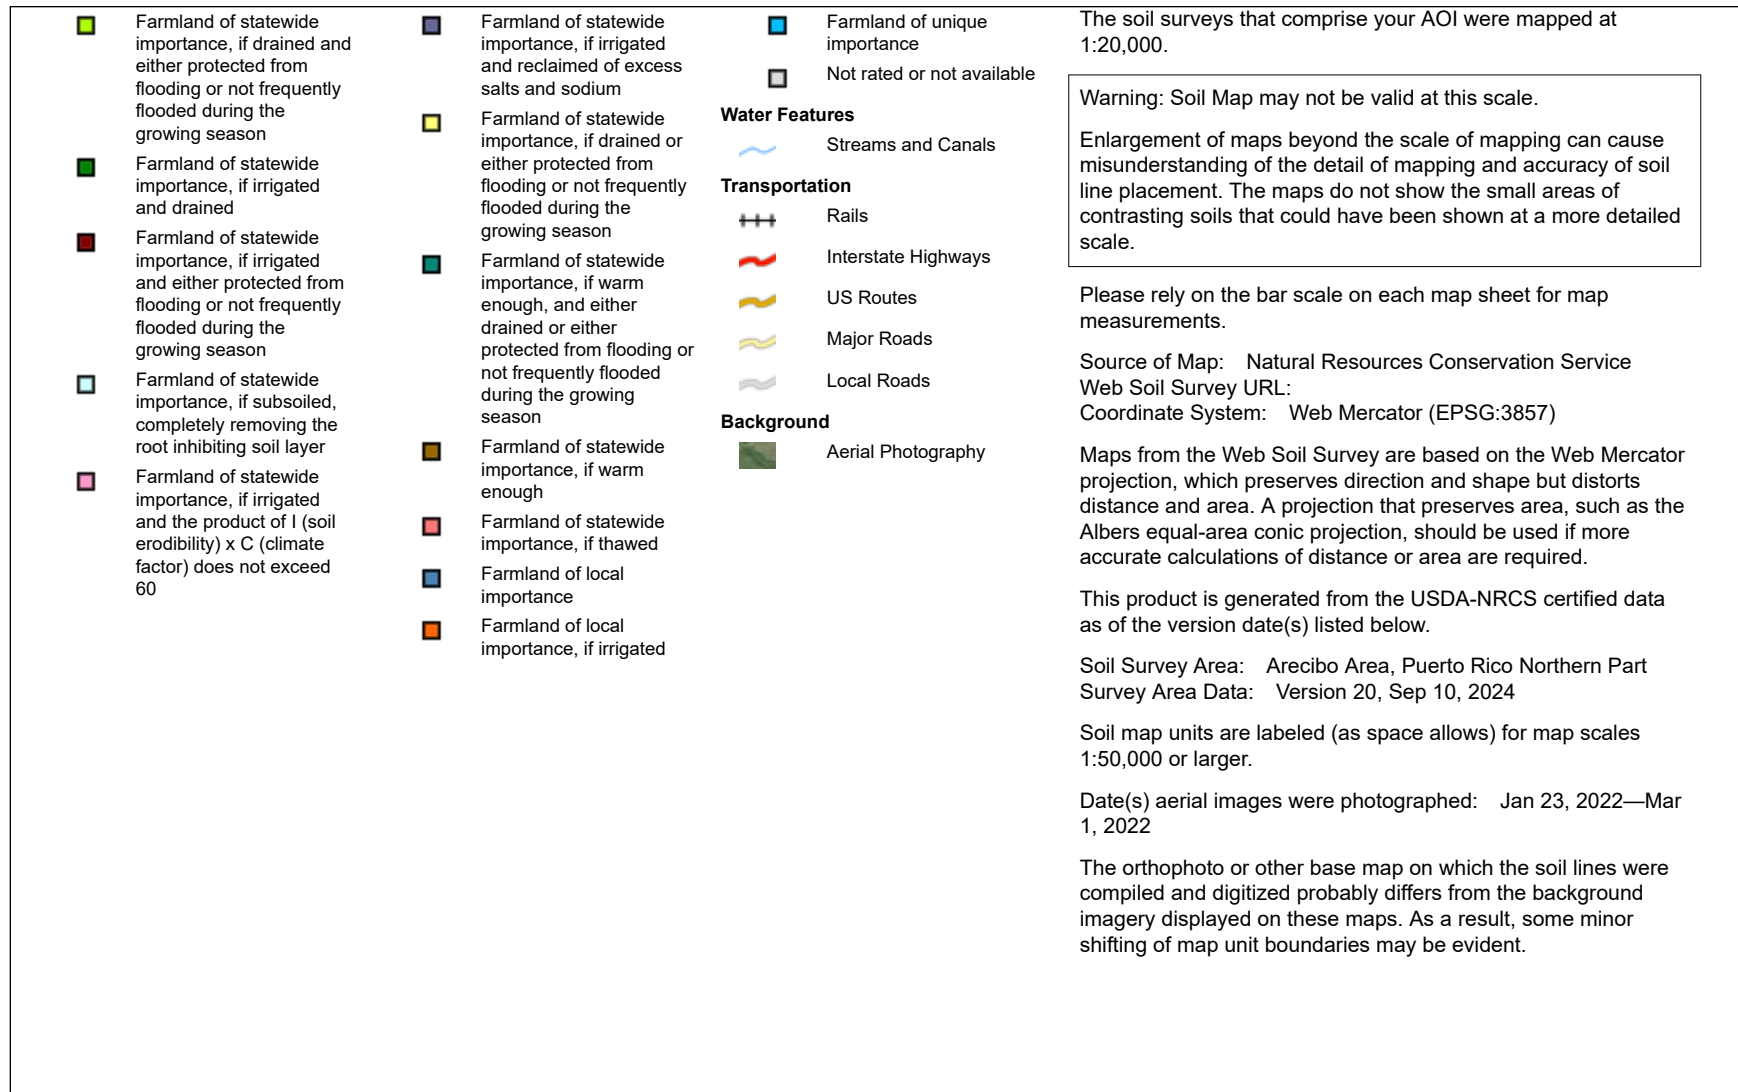 Farmland of statewide
importance, if drained and
either protected from
flooding or not frequently
flooded during the
growing season
Farmland of statewide
importance, if irrigated
and drained
Farmland of statewide
importance, if irrigated
and either protected from
flooding or not frequently
flooded during the
growing season
Farmland of statewide
importance, if subsoiled,
completely removing the
root inhibiting soil layer
Farmland of statewide
importance, if irrigated
and the product of I (soil
erodibility) x C (climate
factor) does not exceed
60
Farmland of statewide
importance, if irrigated
and reclaimed of excess
salts and sodium
Farmland of statewide
importance, if drained or
either protected from
flooding or not frequently
flooded during the
growing season
Farmland of statewide
importance, if warm
enough, and either
drained or either
protected from flooding or
not frequently flooded
during the growing
season
Farmland of statewide
importance, if warm
enough
Farmland of statewide
importance, if thawed
Farmland of local
importance
Farmland of local
importance, if irrigated
Farmland of unique
importance
Not rated or not available
Water Features
Streams and Canals
Transportation
Rails
Interstate Highways
US Routes
Major Roads
Local Roads
Background
Aerial Photography
The soil surveys that comprise your AOI were mapped at
1:20,000.
Warning: Soil Map may not be valid at this scale.
Enlargement of maps beyond the scale of mapping can cause
misunderstanding of the detail of mapping and accuracy of soil
line placement. The maps do not show the small areas of
contrasting soils that could have been shown at a more detailed
scale.
Please rely on the bar scale on each map sheet for map
measurements.
Source of Map: Natural Resources Conservation Service
Web Soil Survey URL:
Coordinate System: Web Mercator (EPSG:3857)
Maps from the Web Soil Survey are based on the Web Mercator
projection, which preserves direction and shape but distorts
distance and area. A projection that preserves area, such as the
Albers equal-area conic projection, should be used if more
accurate calculations of distance or area are required.
This product is generated from the USDA-NRCS certified data
as of the version date(s) listed below.
Soil Survey Area: Arecibo Area, Puerto Rico Northern Part
Survey Area Data: Version 20, Sep 10, 2024
Soil map units are labeled (as space allows) for map scales
1:50,000 or larger.
Date(s) aerial images were photographed: Jan 23, 2022—Mar
1, 2022
The orthophoto or other base map on which the soil lines were
compiled and digitized probably differs from the background
imagery displayed on these maps. As a result, some minor
shifting of map unit boundaries may be evident.